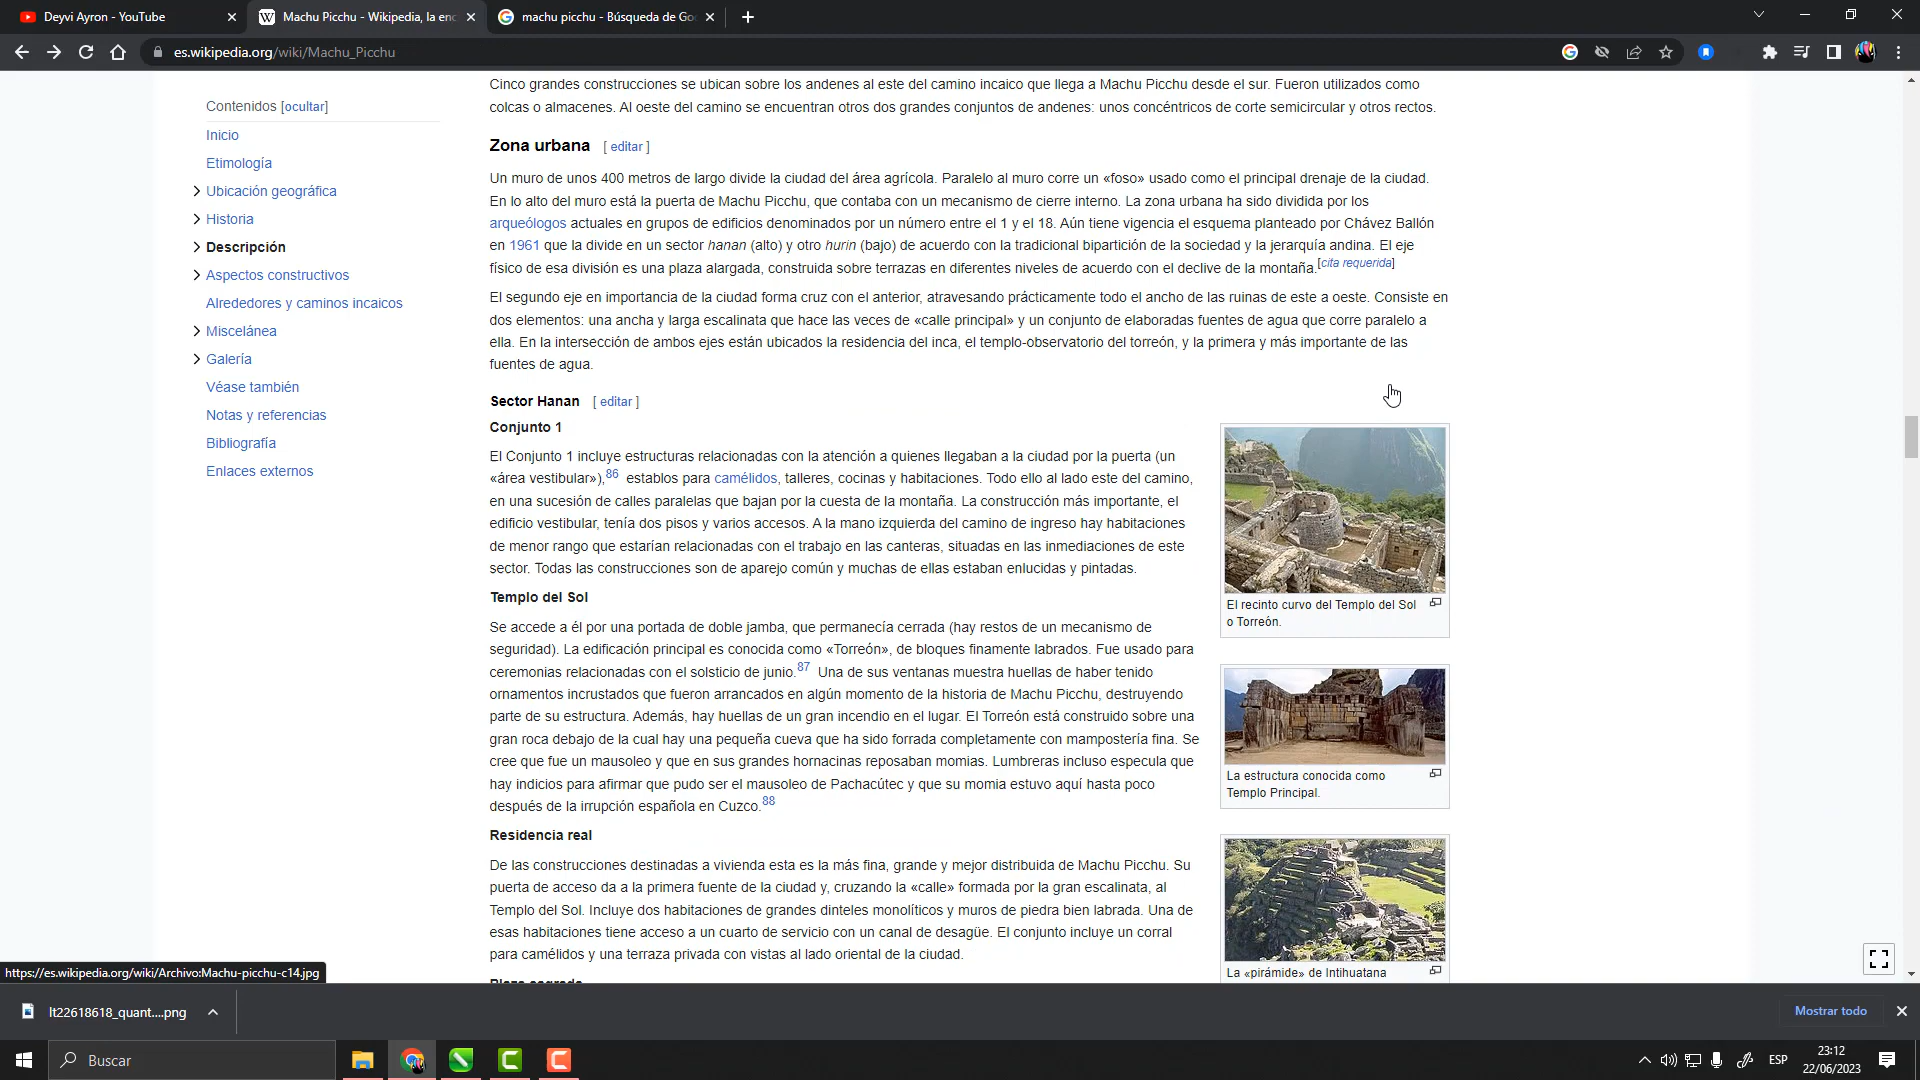 Deyvi Ayron - YouTube
Machu Picchu - Wikipedia, la enc
machu picchu - Búsqueda de Go
es.wikipedia.org/wiki/Machu_Picchu
Contenidos [ocultar]
Inicio
Etimología
Ubicación geográfica
Historia
Descripción
Aspectos constructivos
Alrededores y caminos incaicos
Miscelánea
Galería
Véase también
Notas y referencias
Bibliografía
Enlaces externos
Cinco grandes construcciones se ubican sobre los andenes al este del camino incaico que llega a Machu Picchu desde el sur. Fueron utilizados como
colcas o almacenes. Al oeste del camino se encuentran otros dos grandes conjuntos de andenes: unos concéntricos de corte semicircular y otros rectos.
Zona urbana [ editar ]
Un muro de unos 400 metros de largo divide la ciudad del área agrícola. Paralelo al muro corre un «foso» usado como el principal drenaje de la ciudad.
En lo alto del muro está la puerta de Machu Picchu, que contaba con un mecanismo de cierre interno. La zona urbana ha sido dividida por los
arqueólogos actuales en grupos de edificios denominados por un número entre el 1 y el 18. Aún tiene vigencia el esquema planteado por Chávez Ballón
en 1961 que la divide en un sector hanan (alto) y otro hurin (bajo) de acuerdo con la tradicional bipartición de la sociedad y la jerarquía andina. El eje
físico de esa división es una plaza alargada, construida sobre terrazas en diferentes niveles de acuerdo con el declive de la montaña.[cita requerida]
El segundo eje en importancia de la ciudad forma cruz con el anterior, atravesando prácticamente todo el ancho de las ruinas de este a oeste. Consiste en
dos elementos: una ancha y larga escalinata que hace las veces de «calle principal» y un conjunto de elaboradas fuentes de agua que corre paralelo a
ella. En la intersección de ambos ejes están ubicados la residencia del inca, el templo-observatorio del torreón, y la primera y más importante de las
fuentes de agua.
Sector Hanan [ editar ]
Conjunto 1
El Conjunto 1 incluye estructuras relacionadas con la atención a quienes llegaban a la ciudad por la puerta (un
«área vestibular»),86 establos para camélidos, talleres, cocinas y habitaciones. Todo ello al lado este del camino,
en una sucesión de calles paralelas que bajan por la cuesta de la montaña. La construcción más importante, el
edificio vestibular, tenía dos pisos y varios accesos. A la mano izquierda del camino de ingreso hay habitaciones
de menor rango que estarían relacionadas con el trabajo en las canteras, situadas en las inmediaciones de este
sector. Todas las construcciones son de aparejo común y muchas de ellas estaban enlucidas y pintadas.
Templo del Sol
Se accede a él por una portada de doble jamba, que permanecía cerrada (hay restos de un mecanismo de
seguridad). La edificación principal es conocida como «Torreón», de bloques finamente labrados. Fue usado para
ceremonias relacionadas con el solsticio de junio.87 Una de sus ventanas muestra huellas de haber tenido
ornamentos incrustados que fueron arrancados en algún momento de la historia de Machu Picchu, destruyendo
parte de su estructura. Además, hay huellas de un gran incendio en el lugar. El Torreón está construido sobre una
gran roca debajo de la cual hay una pequeña cueva que ha sido forrada completamente con mampostería fina. Se
cree que fue un mausoleo y que en sus grandes hornacinas reposaban momias. Lumbreras incluso especula que
hay indicios para afirmar que pudo ser el mausoleo de Pachacútec y que su momia estuvo aquí hasta poco
después de la irrupción española en Cuzco.88
Residencia real
De las construcciones destinadas a vivienda esta es la más fina, grande y mejor distribuida de Machu Picchu. Su
puerta de acceso da a la primera fuente de la ciudad y, cruzando la «calle» formada por la gran escalinata, al
Templo del Sol. Incluye dos habitaciones de grandes dinteles monolíticos y muros de piedra bien labrada. Una de
esas habitaciones tiene acceso a un cuarto de servicio con un canal de desagüe. El conjunto incluye un corral
para camélidos y una terraza privada con vistas al lado oriental de la ciudad.
El recinto curvo del Templo del Sol
o Torreón.
La estructura conocida como
Templo Principal.
La «pirámide» de Intihuatana
https://es.wikipedia.org/wiki/Archivo:Machu-picchu-c14.jpg
lt22618618_quant....png
Mostrar todo
Buscar
ESP
23:12
22/06/2023